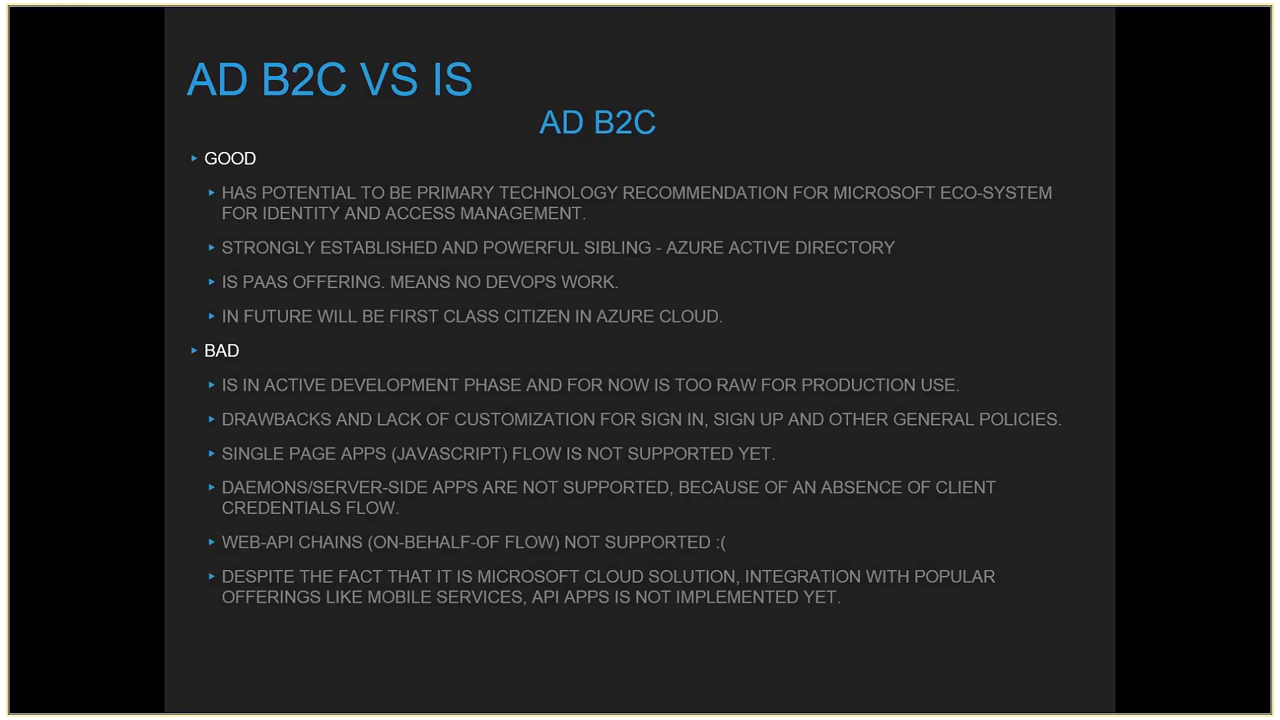 AD B2C VS IS
AD B2C
GOOD
HAS POTENTIAL TO BE PRIMARY TECHNOLOGY RECOMMENDATION FOR MICROSOFT ECO-SYSTEM
FOR IDENTITY AND ACCESS MANAGEMENT.
STRONGLY ESTABLISHED AND POWERFUL SIBLING - AZURE ACTIVE DIRECTORY
IS PAAS OFFERING. MEANS NO DEVOPS WORK.
IN FUTURE WILL BE FIRST CLASS CITIZEN IN AZURE CLOUD.
BAD
IS IN ACTIVE DEVELOPMENT PHASE AND FOR NOW IS TOO RAW FOR PRODUCTION USE.
DRAWBACKS AND LACK OF CUSTOMIZATION FOR SIGN IN, SIGN UP AND OTHER GENERAL POLICIES.
SINGLE PAGE APPS (JAVASCRIPT) FLOW IS NOT SUPPORTED YET.
DAEMONS/SERVER-SIDE APPS ARE NOT SUPPORTED, BECAUSE OF AN ABSENCE OF CLIENT
CREDENTIALS FLOW.
WEB-API CHAINS (ON-BEHALF-OF FLOW) NOT SUPPORTED :(
DESPITE THE FACT THAT IT IS MICROSOFT CLOUD SOLUTION, INTEGRATION WITH POPULAR
OFFERINGS LIKE MOBILE SERVICES, API APPS IS NOT IMPLEMENTED YET.